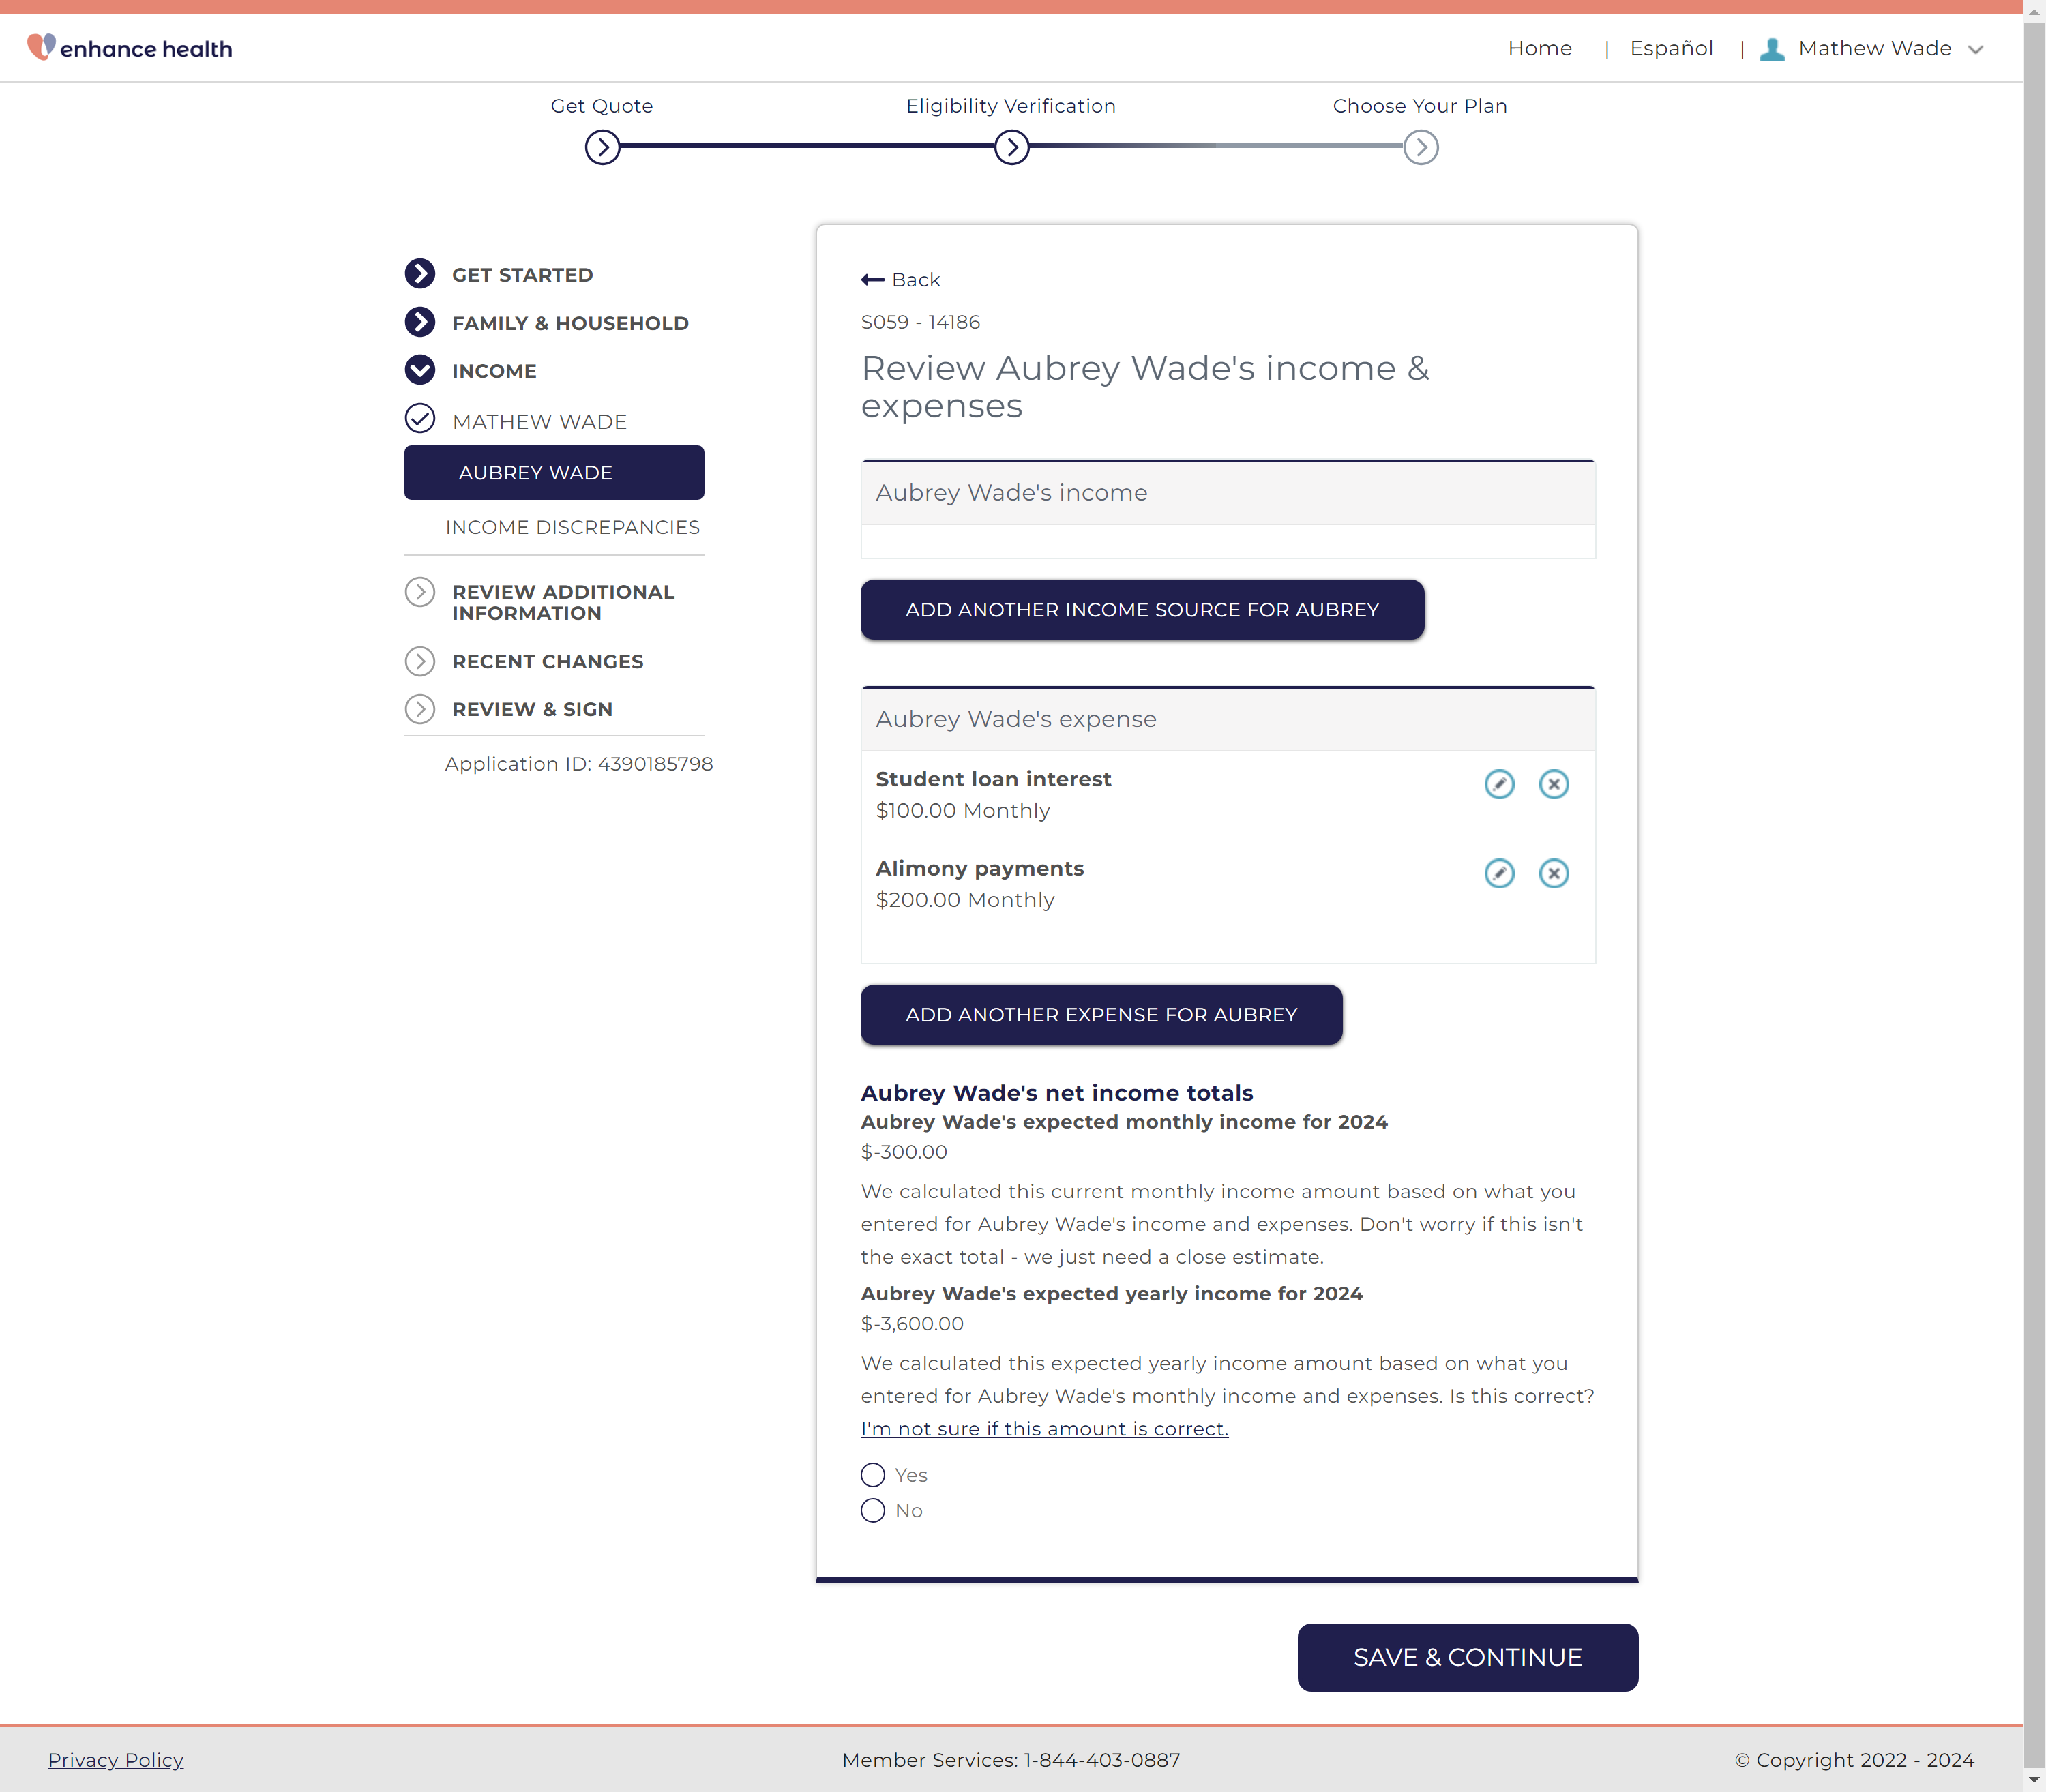 enhance health
Home | Español | Mathew Wade
Get Quote
Eligibility Verification
Choose Your Plan
GET STARTED
FAMILY & HOUSEHOLD
INCOME
MATHEW WADE
AUBREY WADE
INCOME DISCREPANCIES
REVIEW ADDITIONAL
INFORMATION
RECENT CHANGES
REVIEW & SIGN
Application ID: 4390185798
Back
S059 - 14186
Review Aubrey Wade's income &
expenses
Aubrey Wade's income
ADD ANOTHER INCOME SOURCE FOR AUBREY
Aubrey Wade's expense
Student loan interest
$100.00 Monthly
Alimony payments
$200.00 Monthly
ADD ANOTHER EXPENSE FOR AUBREY
Aubrey Wade's net income totals
Aubrey Wade's expected monthly income for 2024
$-300.00
We calculated this current monthly income amount based on what you
entered for Aubrey Wade's income and expenses. Don't worry if this isn't
the exact total - we just need a close estimate.
Aubrey Wade's expected yearly income for 2024
$-3,600.00
We calculated this expected yearly income amount based on what you
entered for Aubrey Wade's monthly income and expenses. Is this correct?
I'm not sure if this amount is correct.
Yes
No
SAVE & CONTINUE
Privacy Policy
Member Services: 1-844-403-0887
© Copyright 2022 - 2024